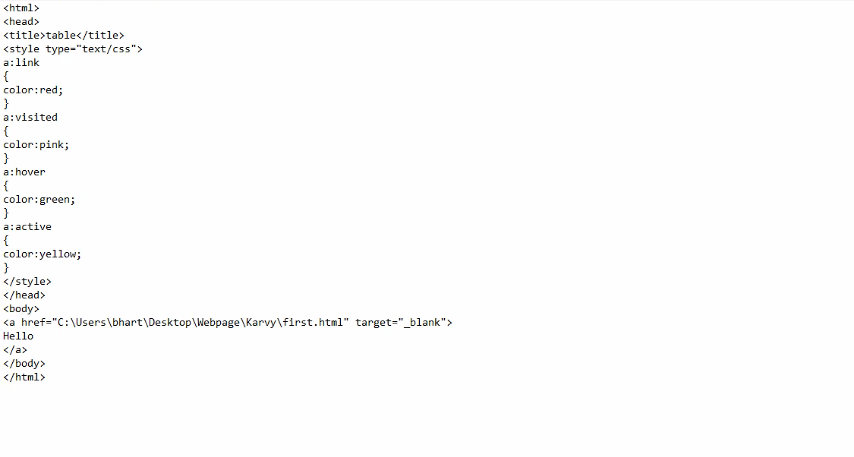 <html>
<head>
<title>table</title>
<style type="text/css">
a:link
{
color:red;
}
a:visited
{
color:pink;
}
a:hover
{
color:green;
}
a:active
{
color:yellow;
}
</style>
</head>
<body>
<a href="C:\Users\bhart\Desktop\Webpage\Karvy\first.html" target="_blank">
Hello
</a>
</body>
</html>